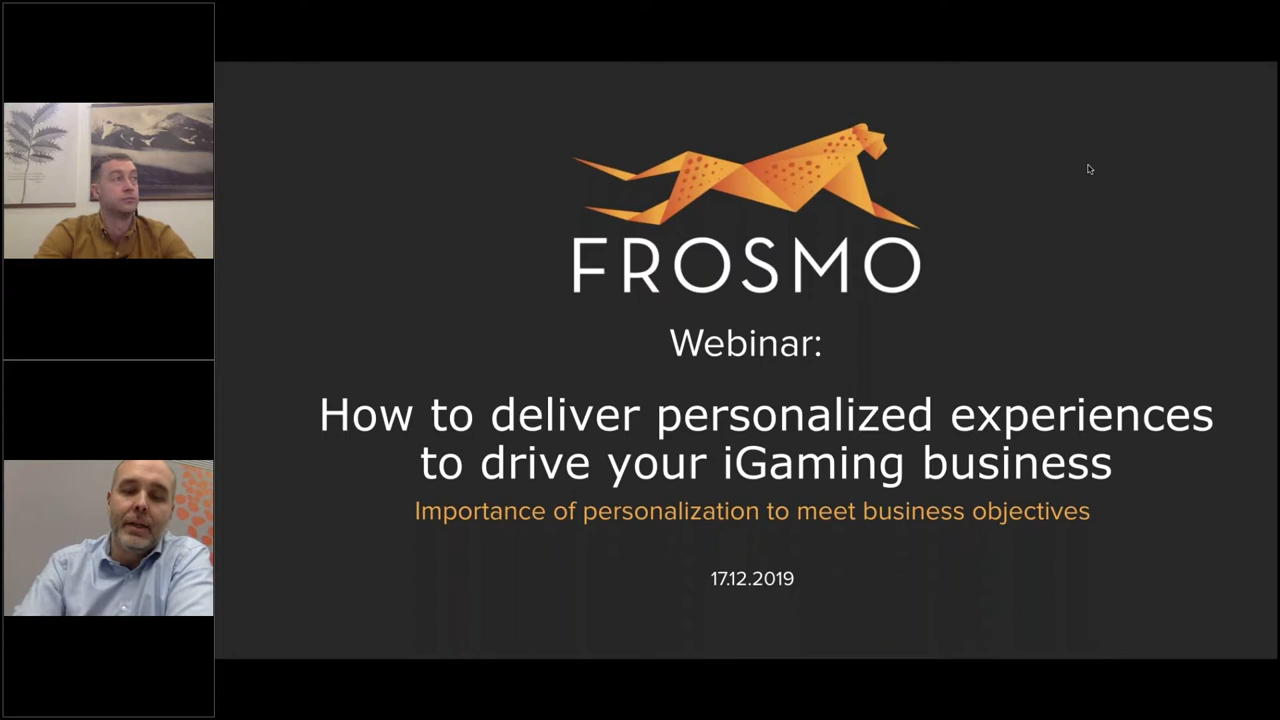 FROSMO
Webinar:
How to deliver personalized experiences
to drive your iGaming business
Importance of personalization to meet business objectives
17.12.2019